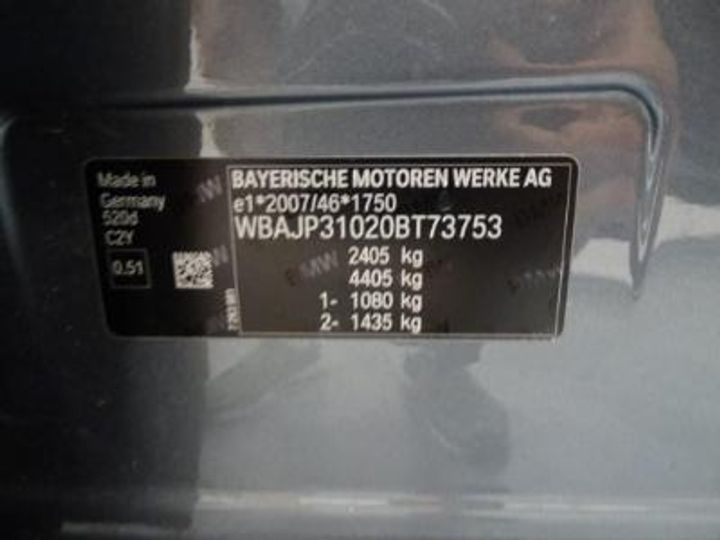 Made in
Germany
520d
C2Y
0.51
BAYERISCHE MOTOREN WERKE AG
e1*2007/46*1750
WBAJP31020BT73753
2405 kg
4405 kg
1- 1080 kg
2- 1435 kg
BMW